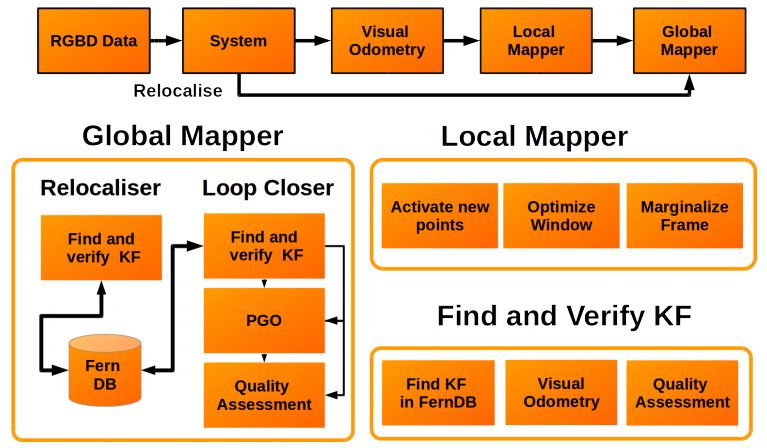 RGBD Data
System
Visual
Odometry
Local
Mapper
Global
Mapper
Relocalise
Global Mapper
Relocaliser
Loop Closer
Find and
verify KF
Find and
verify KF
PGO
Fern
DB
Quality
Assessment
Local Mapper
Activate new
points
Optimize
Window
Marginalize
Frame
Find and Verify KF
Find KF
in FernDB
Visual
Odometry
Quality
Assessment